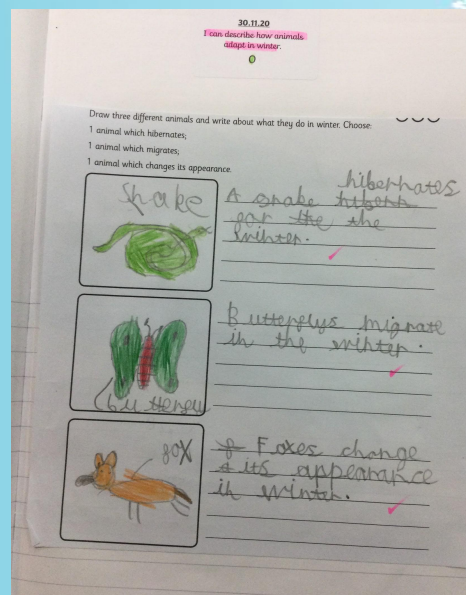 30.11.20
I can describe how animals
adapt in winter.
Draw three different animals and write about what they do in winter. Choose:
1 animal which hibernates;
1 animal which migrates;
1 animal which changes its appearance.
Snake
hibernates
A snake
for the the
winter.
Butterflys migrate
in the winter.
fox
Foxes change
its appearance
in winter.